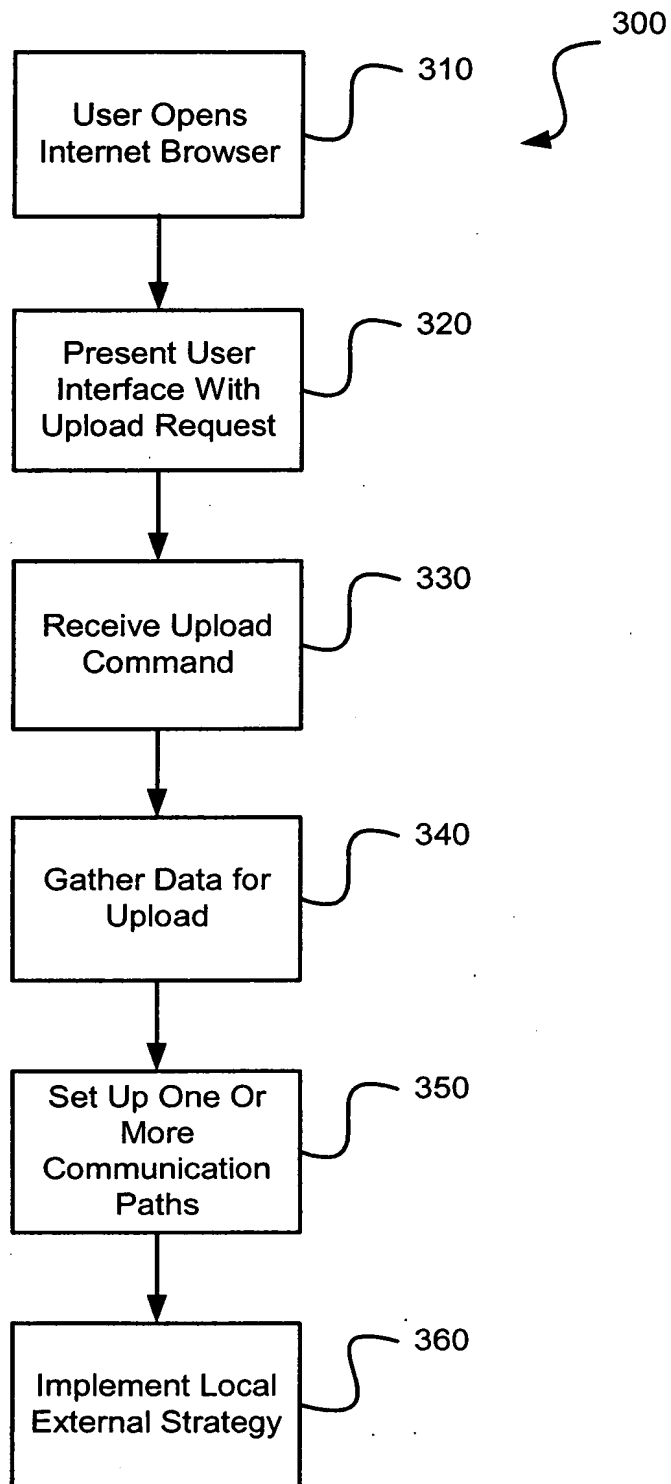 300
310
User Opens
Internet Browser
320
Present User
Interface With
Upload Request
330
Receive Upload
Command
340
Gather Data for
Upload
350
Set Up One Or
More
Communication
Paths
360
Implement Local
External Strategy